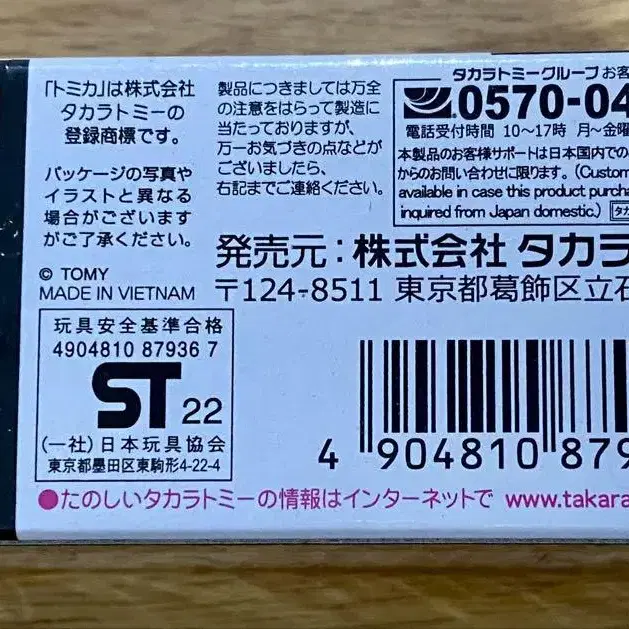 「トミカ」は株式会社
タカラトミーの
登録商標です。
パッケージの写真や
イラストと異なる
場合がございます
がご了承ください。
© TOMY
MADE IN VIETNAM
製品につきましては万全
の注意をはらって製造に
当たっておりますが、
万一お気づきの点などが
ございましたら、
右記までご連絡ください。
タカラトミーグループお客
0570-04
電話受付時間 10〜17時 月〜金曜
本製品のお客様サポートは日本国内での
からのお問い合わせに限ります。(Custom
available in case this product purcha
inquired from Japan domestic.)
発売元:株式会社 タカラ
〒124-8511 東京都葛飾区立石
玩具安全基準合格
4904810 87936 7
ST 22
(一社)日本玩具協会
東京都墨田区東駒形4-22-4
4 904810 879
●たのしいタカラトミーの情報はインターネットで www.takara